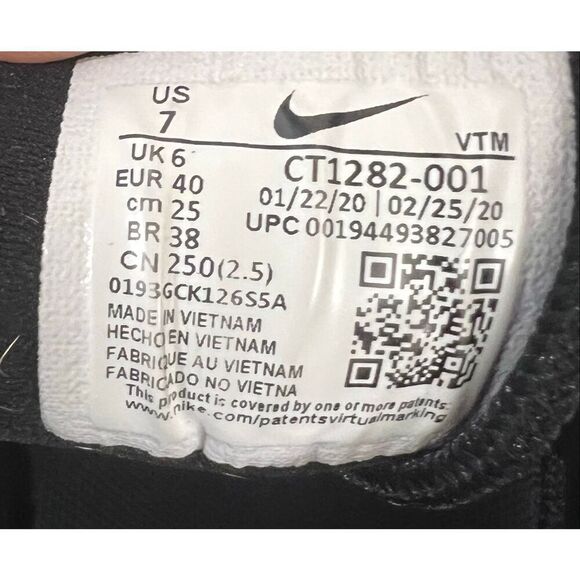 US
7
VTM
UK 6
CT1282-001
EUR 40
01/22/20 | 02/25/20
cm 25
UPC 00194493827005
BR 38
CN 250(2.5)
0193GCK126S5A
MADE IN VIETNAM
HECHO EN VIETNAM
FABRIQUE AU VIETNAM
FABRICADO NO VIETNA
This product is covered by one or more patents.
www.nike.com/patentsvirtualmarking